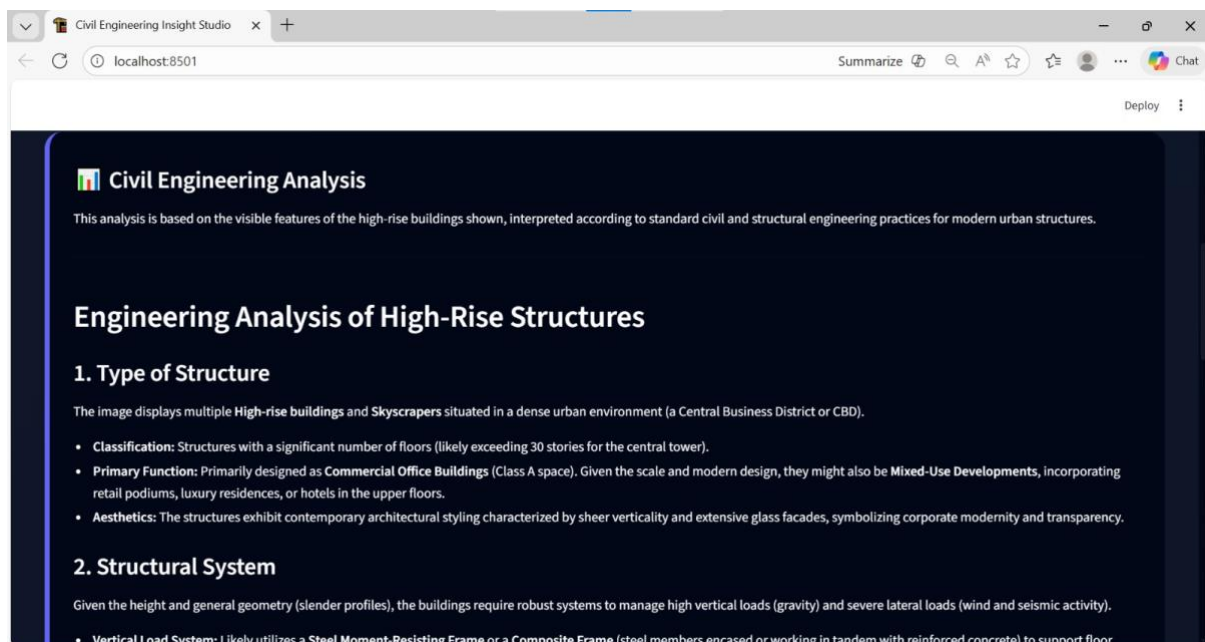 Civil Engineering Insight Studio
localhost:8501
Summarize
Chat
Deploy
Civil Engineering Analysis
This analysis is based on the visible features of the high-rise buildings shown, interpreted according to standard civil and structural engineering practices for modern urban structures.
Engineering Analysis of High-Rise Structures
1. Type of Structure
The image displays multiple High-rise buildings and Skyscrapers situated in a dense urban environment (a Central Business District or CBD).
• Classification: Structures with a significant number of floors (likely exceeding 30 stories for the central tower).
• Primary Function: Primarily designed as Commercial Office Buildings (Class A space). Given the scale and modern design, they might also be Mixed-Use Developments, incorporating
retail podiums, luxury residences, or hotels in the upper floors.
• Aesthetics: The structures exhibit contemporary architectural styling characterized by sheer verticality and extensive glass facades, symbolizing corporate modernity and transparency.
2. Structural System
Given the height and general geometry (slender profiles), the buildings require robust systems to manage high vertical loads (gravity) and severe lateral loads (wind and seismic activity).
• Vertical Load System: Likely utilizes a Steel Moment-Resisting Frame or a Composite Frame (steel members encased or working in tandem with reinforced concrete) to support floor